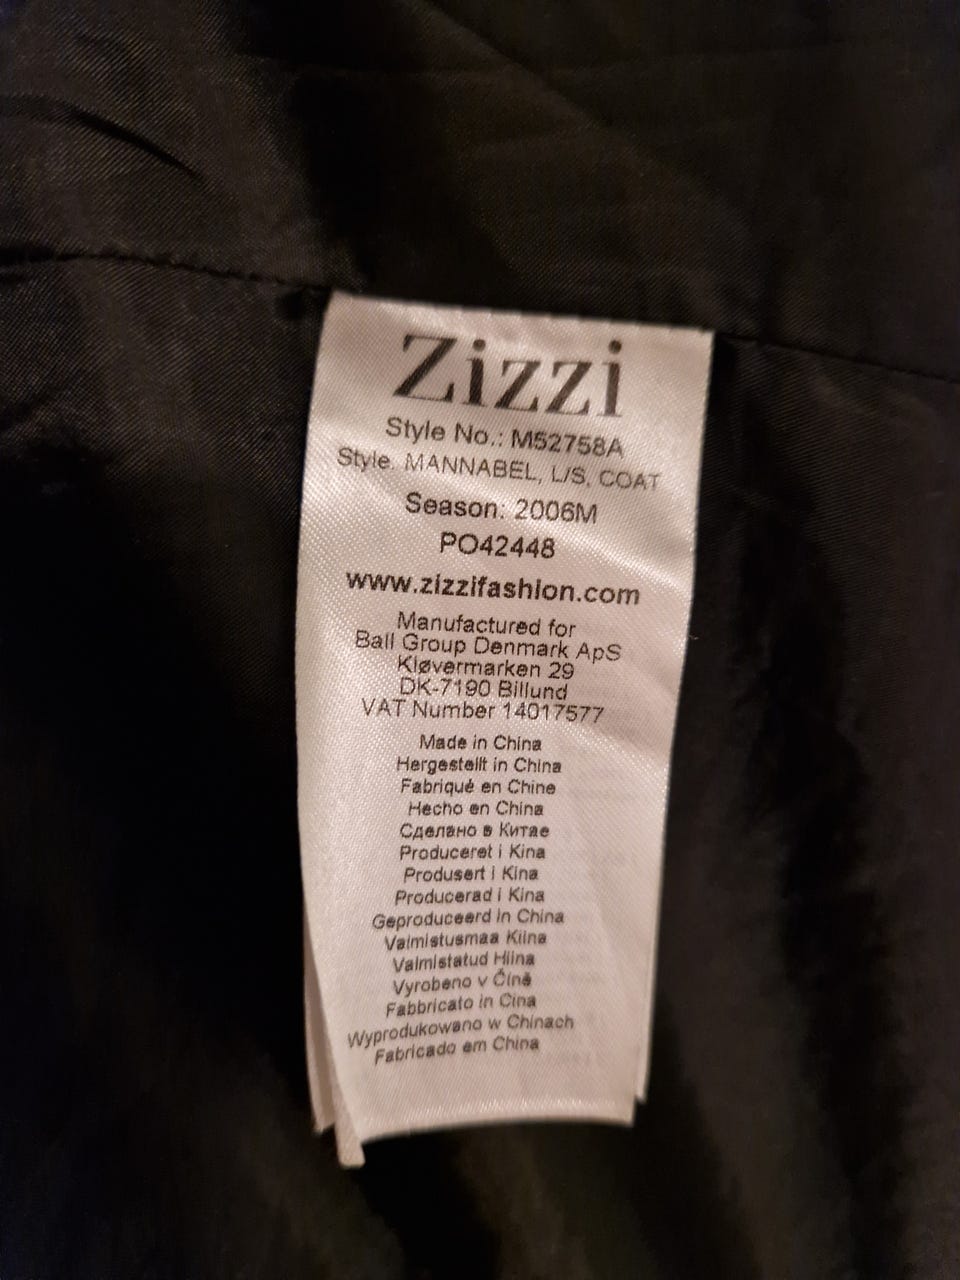 Zizzi
Style No.: M52758A
Style. MANNABEL, L/S, COAT
Season: 2006M
PO42448
www.zizzifashion.com
Manufactured for
Ball Group Denmark ApS
Kløvermarken 29
DK-7190 Billund
VAT Number 14017577
Made in China
Hergestellt in China
Fabriqué en Chine
Hecho en China
Сделано в Китае
Produceret i Kina
Produsert i Kina
Producerad i Kina
Geproduceerd in China
Valmistusmaa Kiina
Valmistatud Hiina
Vyrobeno v Číně
Fabbricato in Cina
Wyprodukowano w Chinach
Fabricado em China